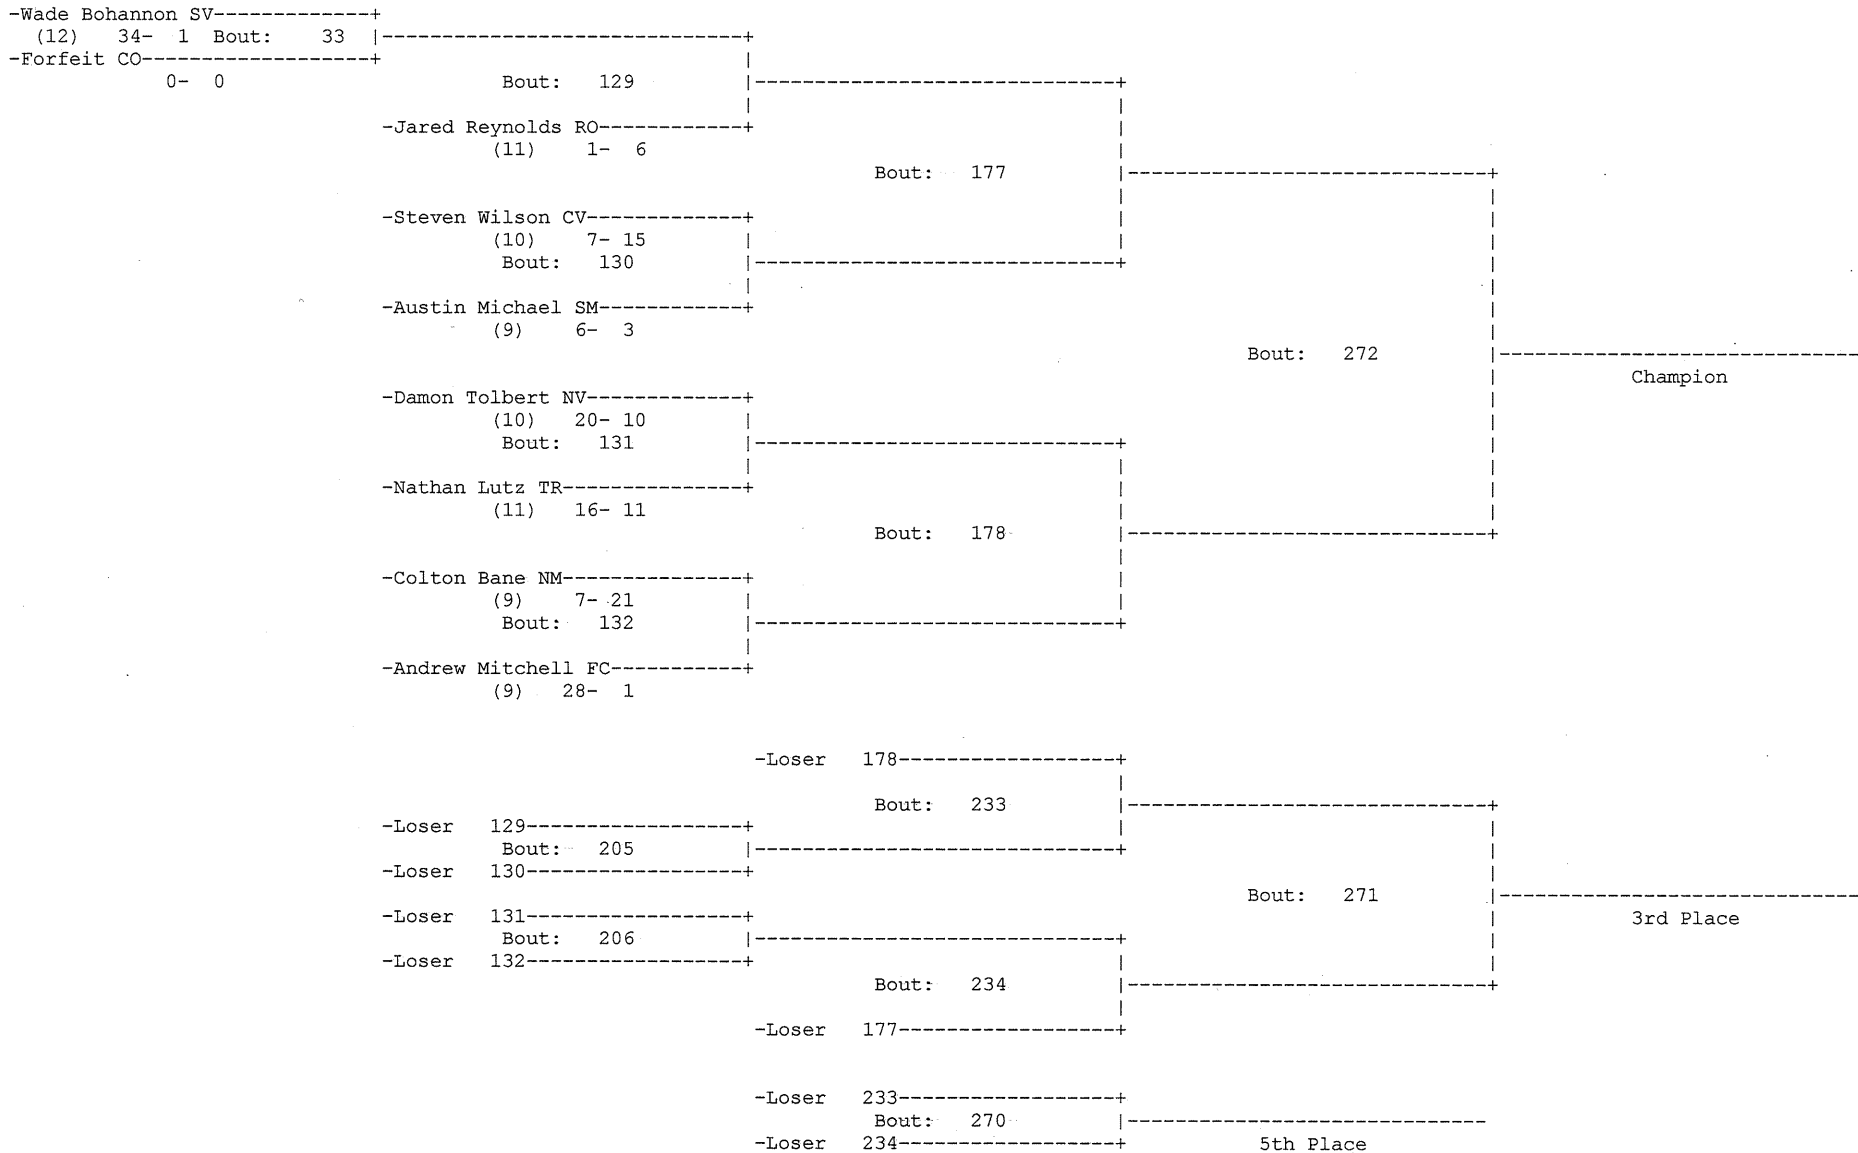 -Wade Bohannon SV-------------+
(12) 34- 1 Bout: 33 |------------------------------+
-Forfeit CO-------------------+
0- 0 Bout: 129 |------------------------------+
-Jared Reynolds RO------------+
(11) 1- 6
Bout: 177 |------------------------------+
-Steven Wilson CV-------------+
(10) 7- 15
Bout: 130 |------------------------------+
-Austin Michael SM------------+
(9) 6- 3
Bout: 272 |------------------------------
Champion
-Damon Tolbert NV-------------+
(10) 20- 10
Bout: 131 |------------------------------+
-Nathan Lutz TR---------------+
(11) 16- 11
Bout: 178 |------------------------------+
-Colton Bane NM---------------+
(9) 7- 21
Bout: 132 |------------------------------+
-Andrew Mitchell FC-----------+
(9) 28- 1
-Loser 178------------------+
Bout: 233 |------------------------------+
-Loser 129------------------+
Bout: 205 |------------------------------+
-Loser 130------------------+
Bout: 271 |------------------------------
-Loser 131------------------+
3rd Place
Bout: 206 |------------------------------+
-Loser 132------------------+
Bout: 234 |------------------------------+
-Loser 177------------------+
-Loser 233------------------+
Bout: 270 |------------------------------
-Loser 234------------------+ 5th Place